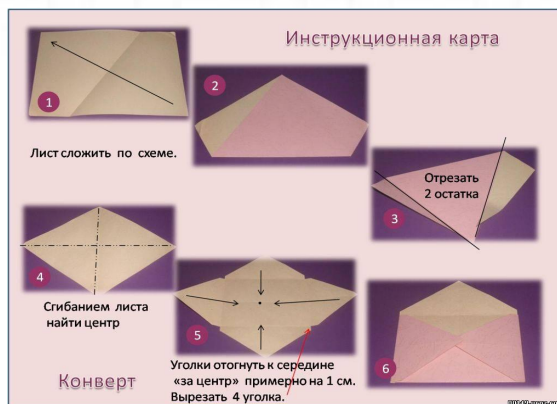 Инструкционная карта
1
Лист сложить по схеме.
2
Отрезать
2 остатка
3
4
Сгибанием листа
найти центр
5
Уголки отогнуть к середине
«за центр» примерно на 1 см.
Вырезать 4 уголка.
6
Конверт